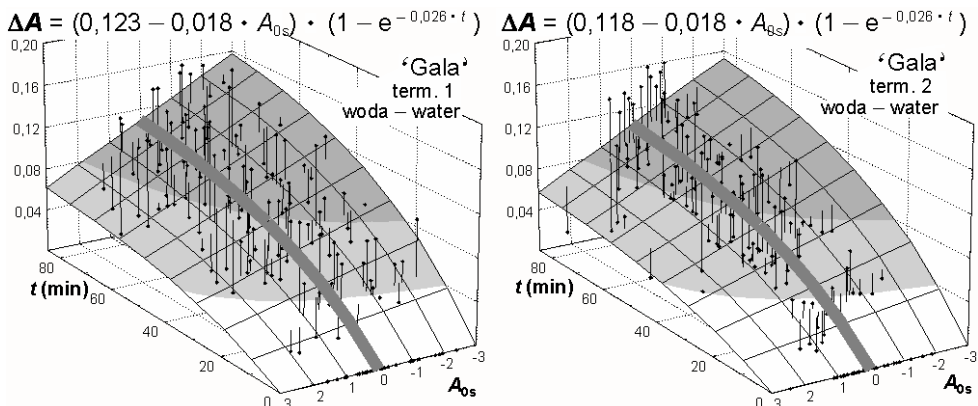 ΔA = (0,123 – 0,018 · A0s) · (1 – e – 0,026 · t )
0,20
0,16
0,12
0,08
0,04
'Gala'
term. 1
woda – water
80
60
40
20
0
t (min)
3
2
1
0
-1
-2
-3
A0s
ΔA = (0,118 – 0,018 · A0s) · (1 – e – 0,026 · t )
0,20
0,16
0,12
0,08
0,04
'Gala'
term. 2
woda – water
80
60
40
20
0
t (min)
3
2
1
0
-1
-2
-3
A0s